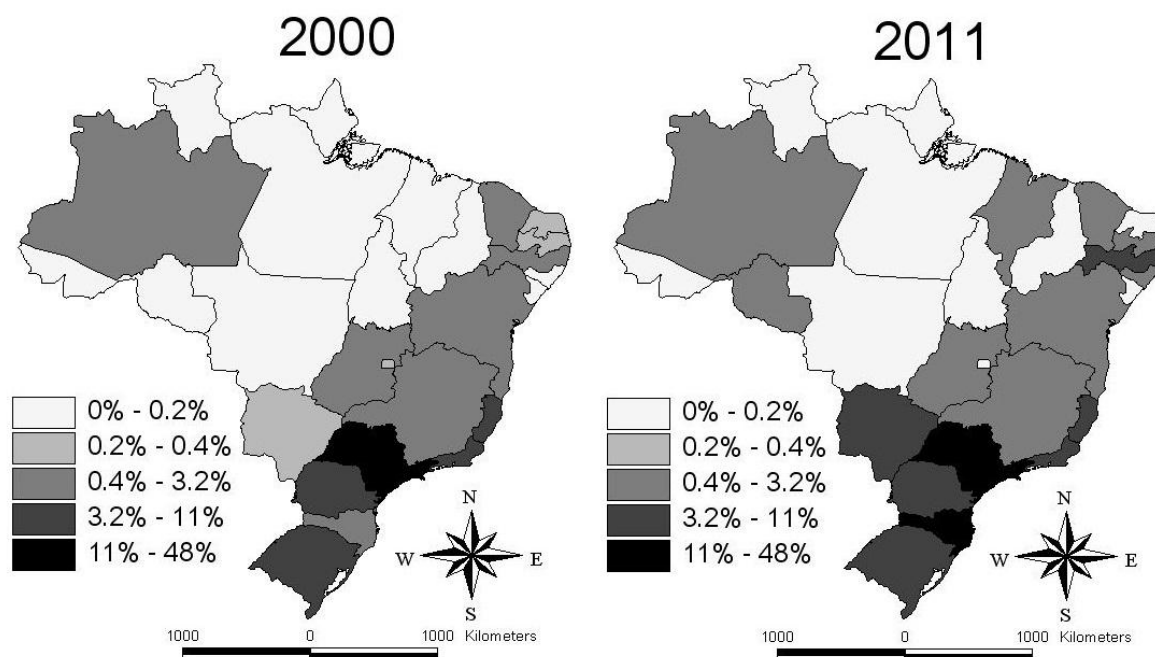 2000
0% - 0.2%
0.2% - 0.4%
0.4% - 3.2%
3.2% - 11%
11% - 48%
N
W E
S
1000 0 1000 Kilometers
2011
0% - 0.2%
0.2% - 0.4%
0.4% - 3.2%
3.2% - 11%
11% - 48%
N
W E
S
1000 0 1000 Kilometers